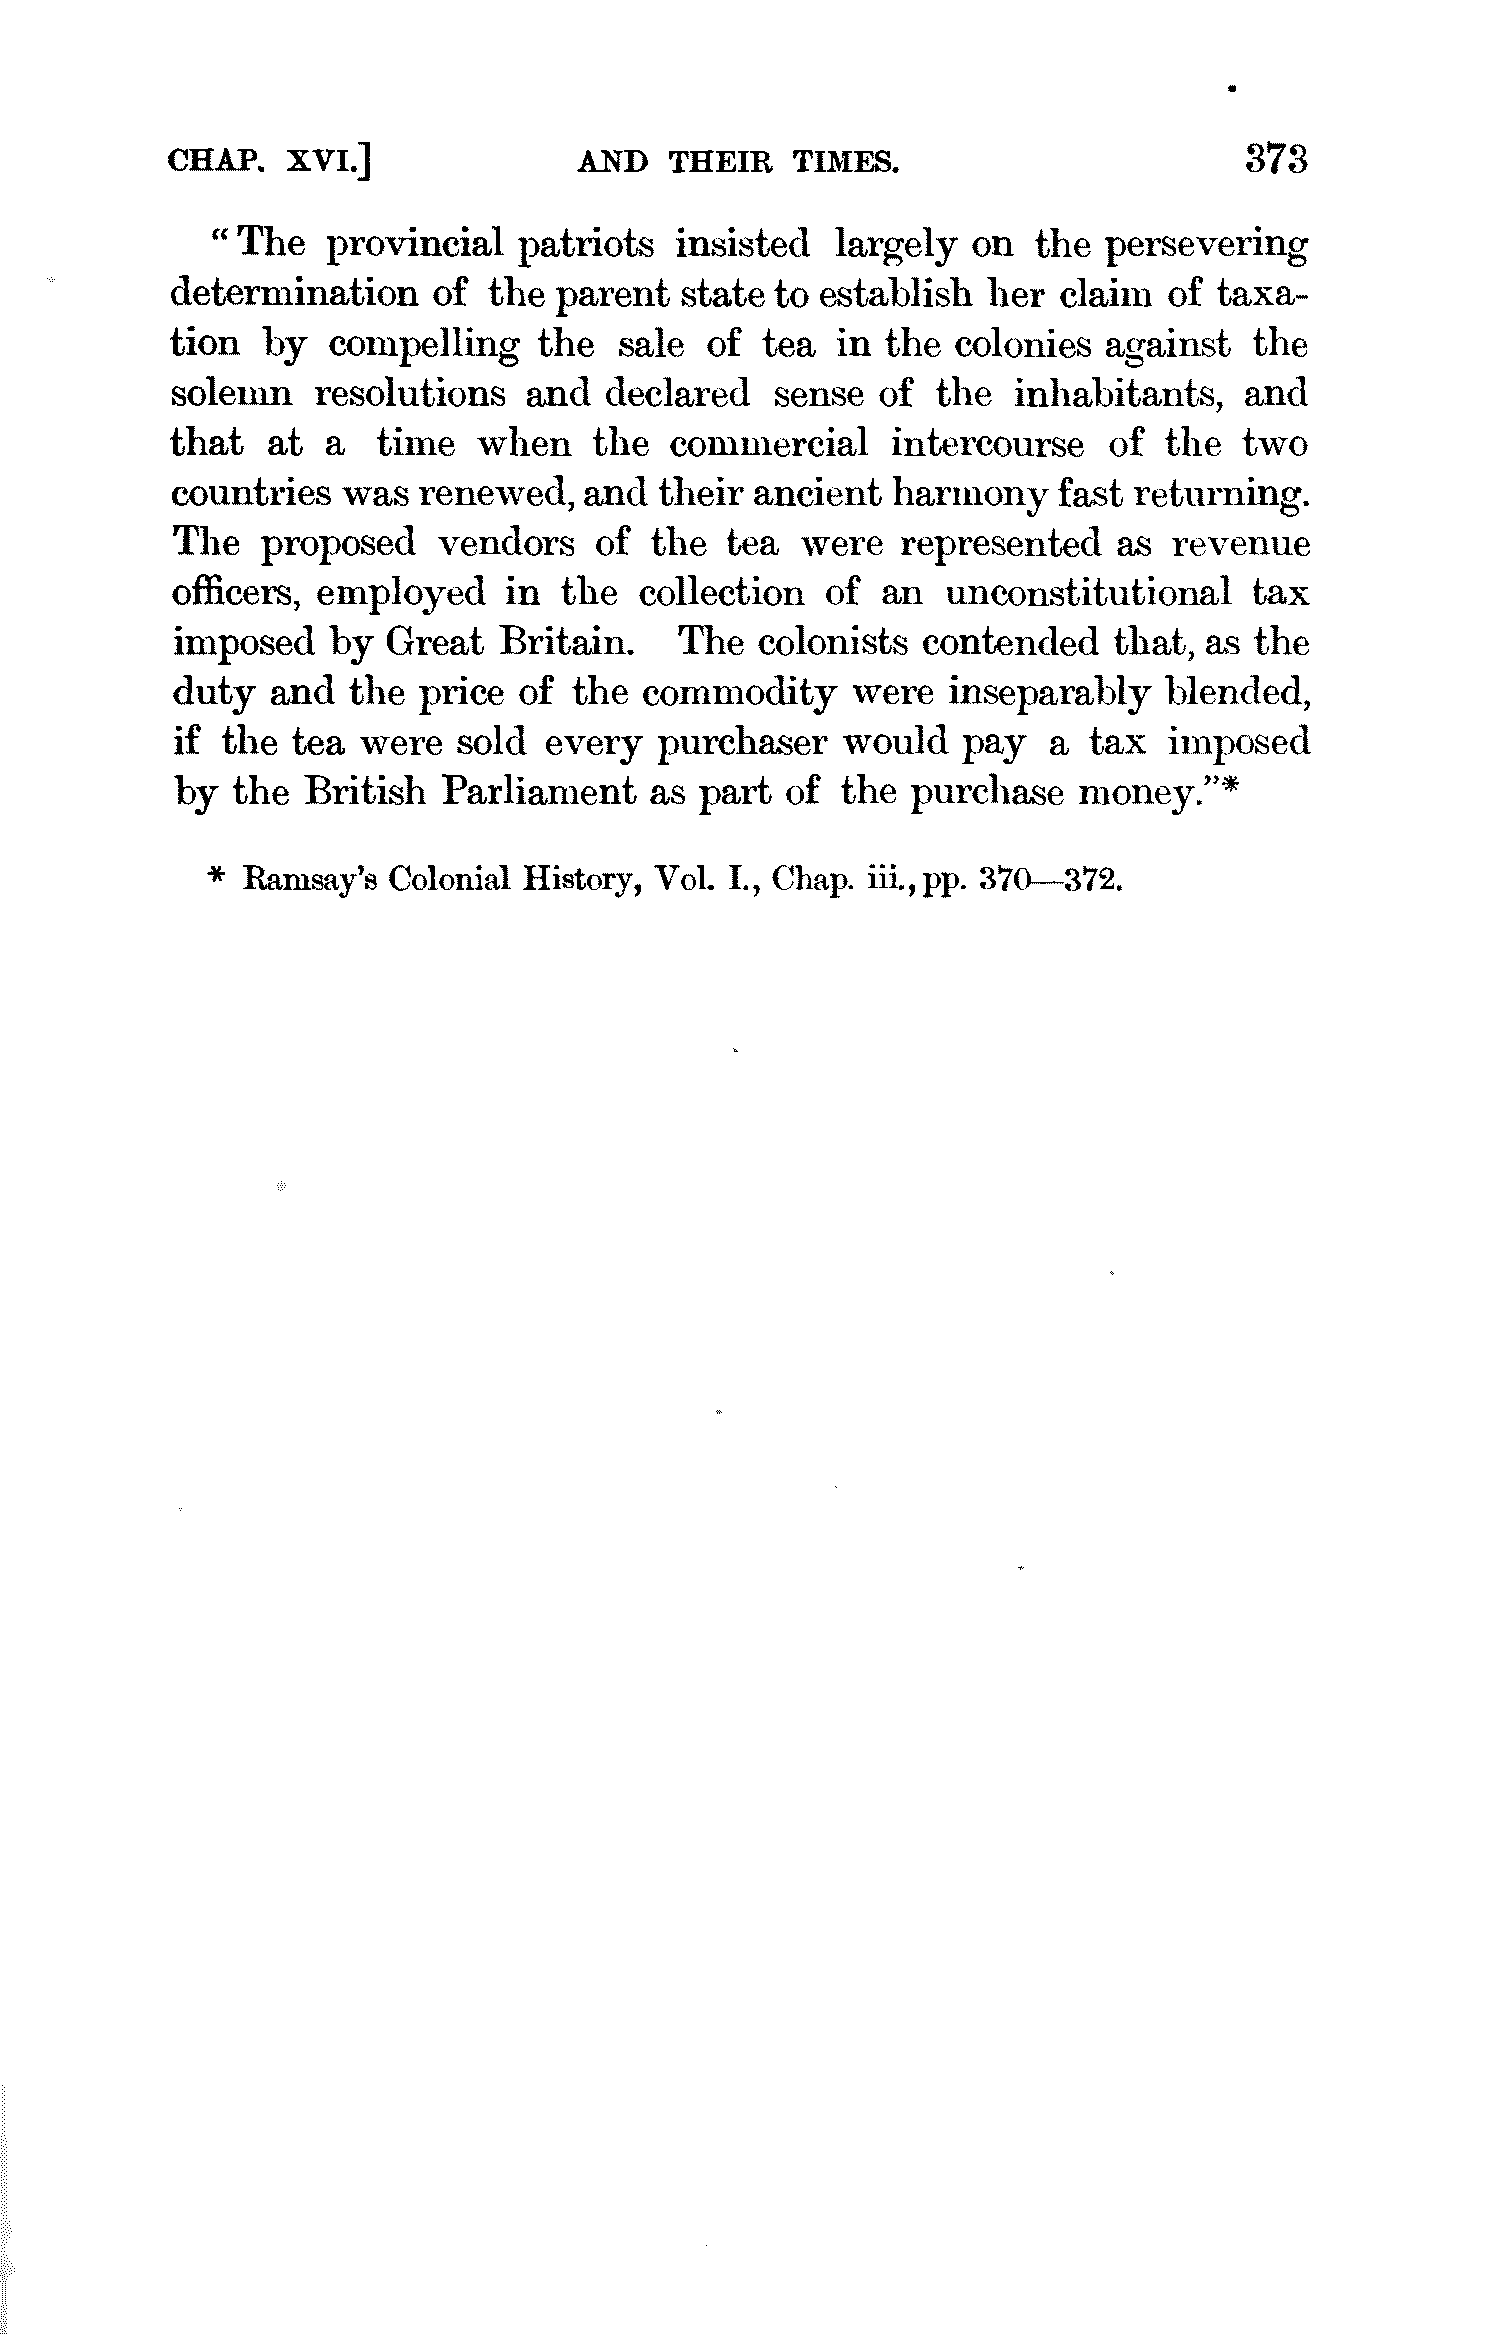 CHAP. XVI.] AND THEIR TIMES. 373
“The provincial patriots insisted largely on the persevering
determination of the parent state to establish her claim of taxa-
tion by compelling the sale of tea in the colonies against the
solemn resolutions and declared sense of the inhabitants, and
that at a time when the commercial intercourse of the two
countries was renewed, and their ancient harmony fast returning.
The proposed vendors of the tea were represented as revenue
officers, employed in the collection of an unconstitutional tax
imposed by Great Britain. The colonists contended that, as the
duty and the price of the commodity were inseparably blended,
if the tea were sold every purchaser would pay a tax imposed
by the British Parliament as part of the purchase money.”*
* Ramsay's Colonial History, Vol. I., Chap. iii., pp. 370—372.